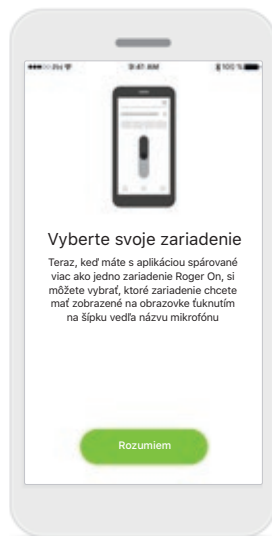 9:41 AM
100 %
Vyberte svoje zariadenie
Teraz, keď máte s aplikáciou spárované
viac ako jedno zariadenie Roger On, si
môžete vybrať, ktoré zariadenie chcete
mať zobrazené na obrazovke ťuknutím
na šípku vedľa názvu mikrofónu
Rozumiem